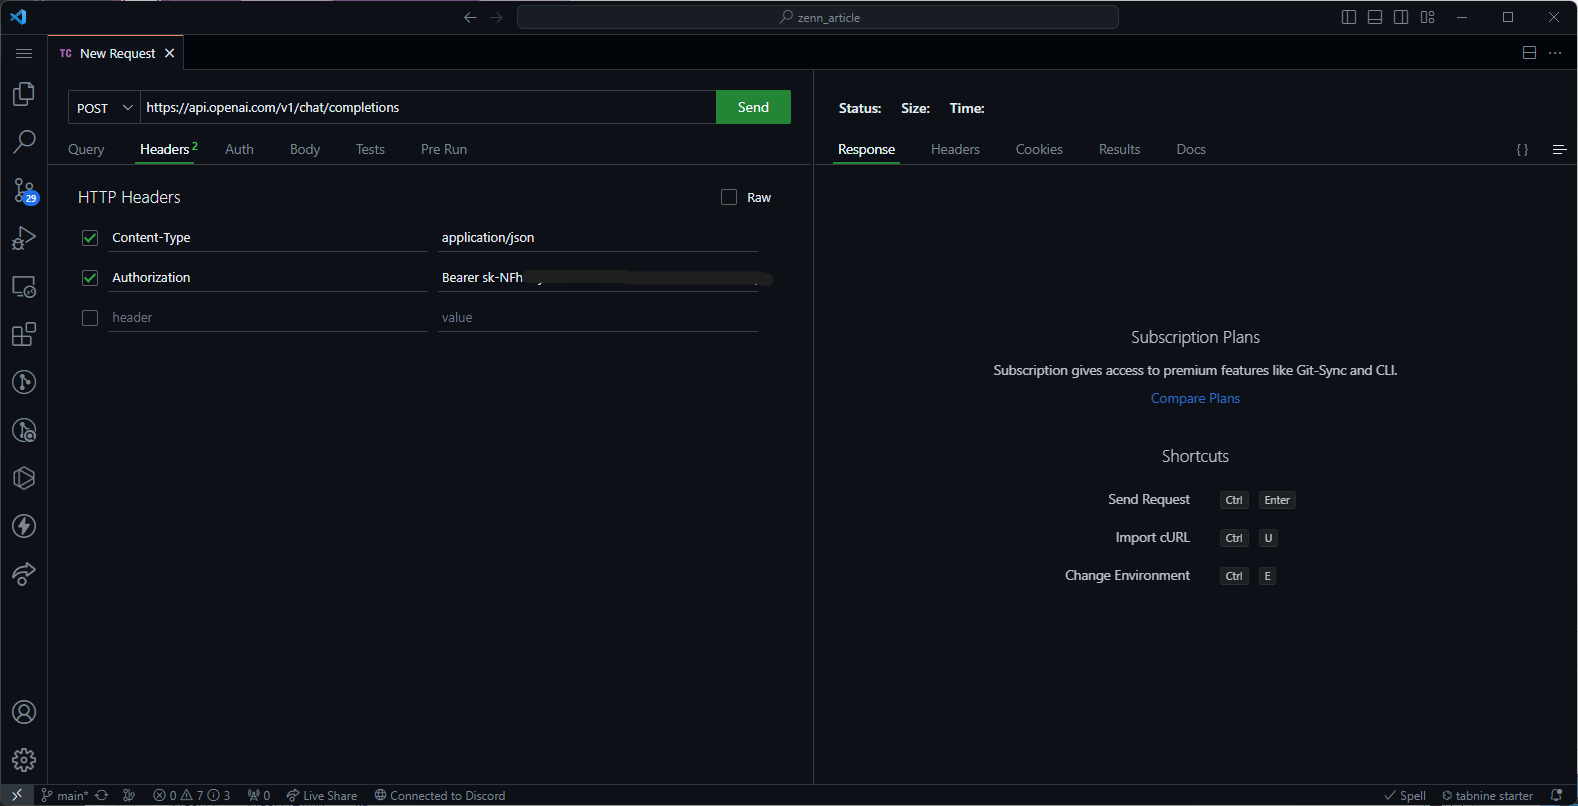 zenn_article
TC New Request
POST https://api.openai.com/v1/chat/completions Send
Query Headers 2 Auth Body Tests Pre Run
HTTP Headers Raw
Content-Type application/json
Authorization Bearer sk-NFh
header value
Status: Size: Time:
Response Headers Cookies Results Docs {}
Subscription Plans
Subscription gives access to premium features like Git-Sync and CLI.
Compare Plans
Shortcuts
Send Request Ctrl Enter
Import cURL Ctrl U
Change Environment Ctrl E
29
main* 0 7 3 0 Live Share Connected to Discord Spell tabnine starter